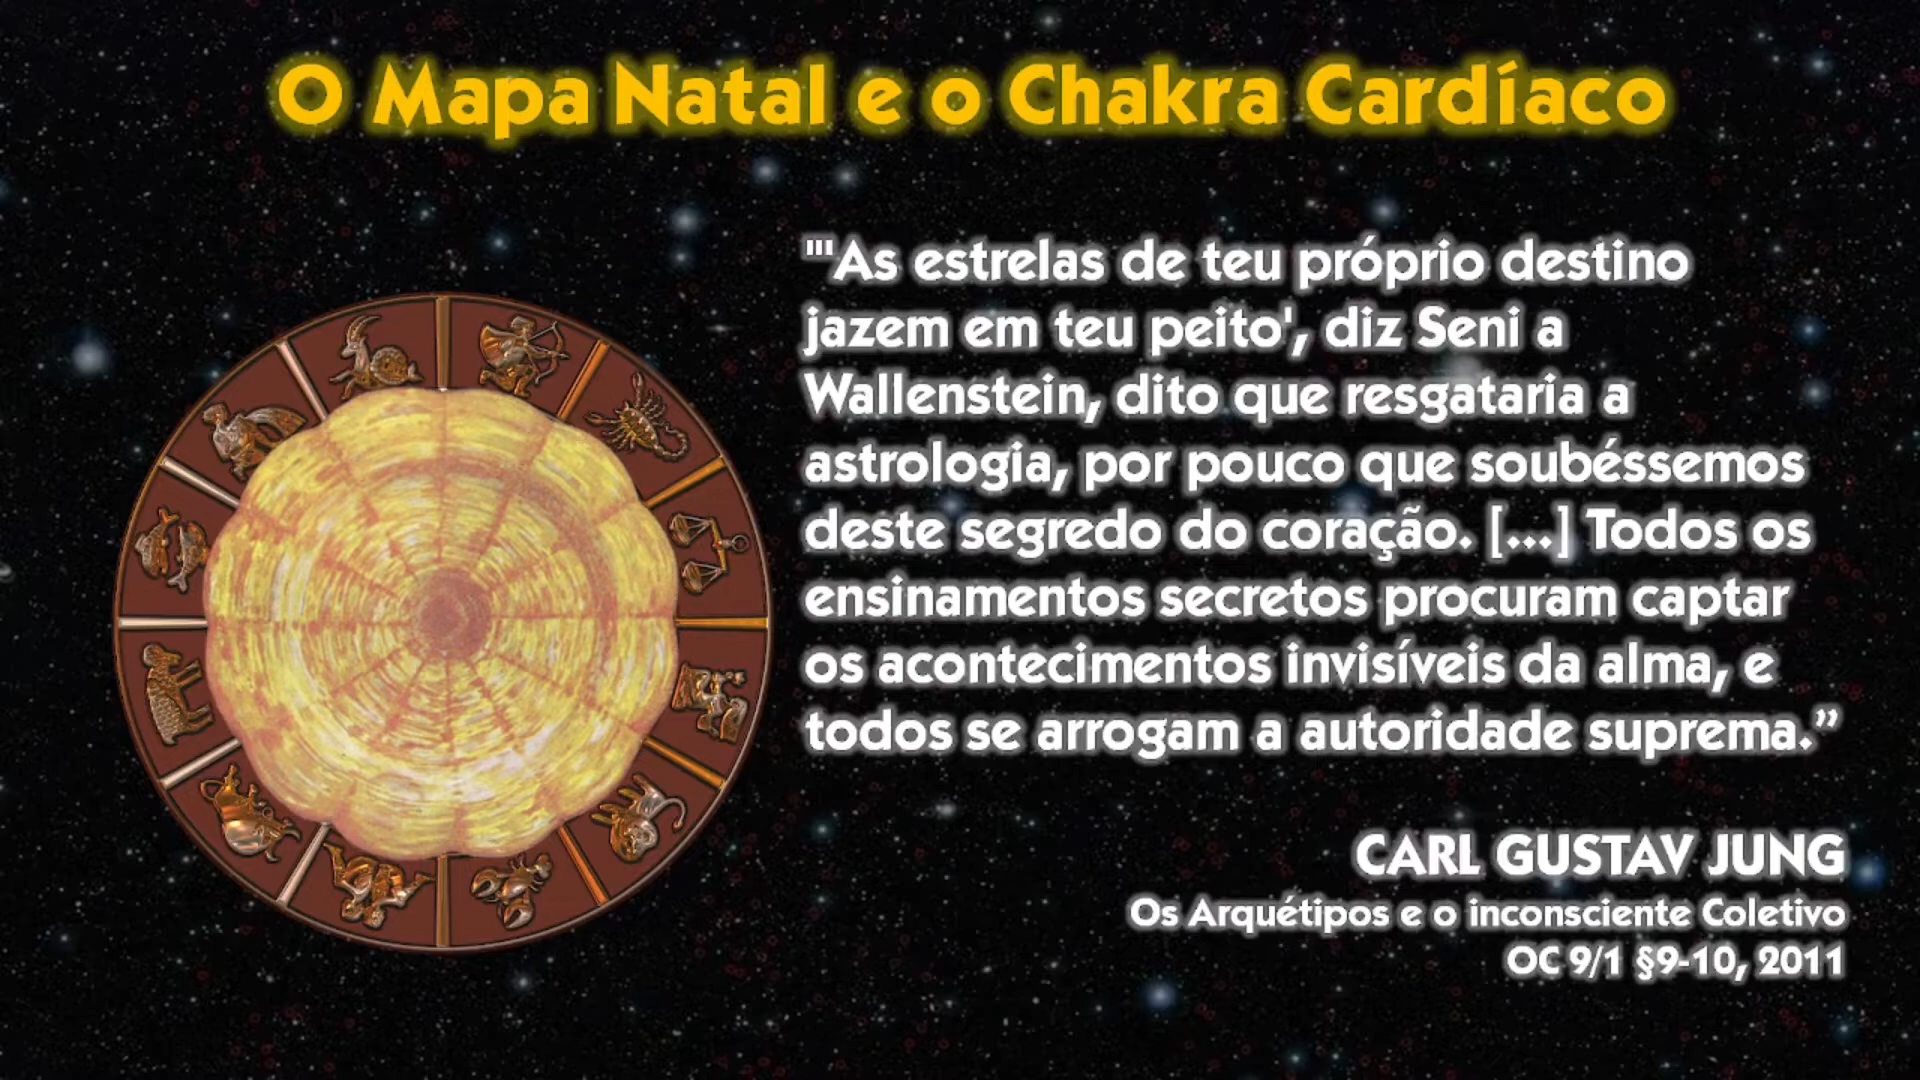 O Mapa Natal e o Chakra Cardíaco
"'As estrelas de teu próprio destino
jazem em teu peito', diz Seni a
Wallenstein, dito que resgataria a
astrologia, por pouco que soubéssemos
deste segredo do coração. [...] Todos os
ensinamentos secretos procuram captar
os acontecimentos invisíveis da alma, e
todos se arrogam a autoridade suprema.”
CARL GUSTAV JUNG
Os Arquétipos e o inconsciente Coletivo
OC 9/1 §9-10, 2011